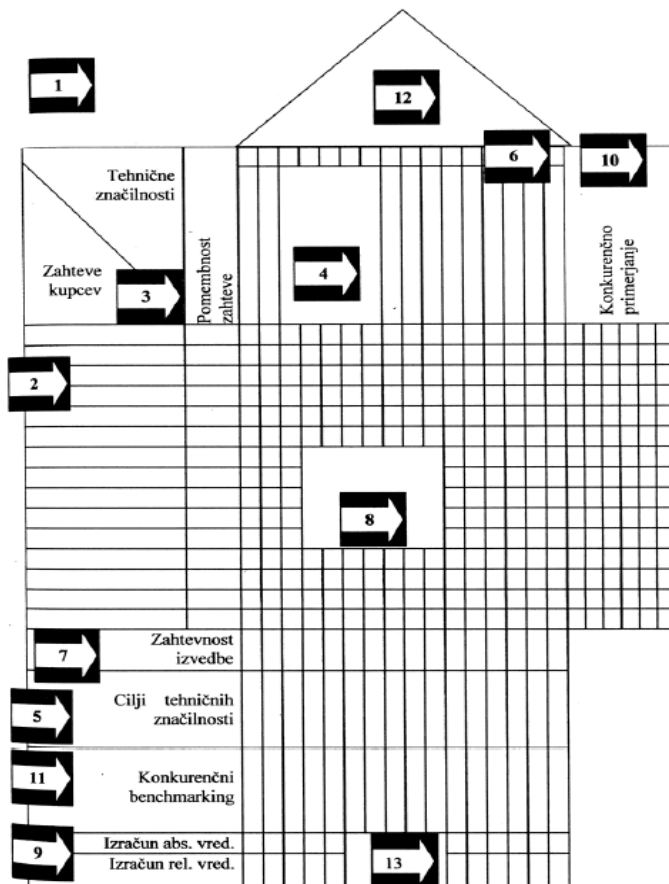 1
12
6
10
Tehnične
značilnosti
Zahteve
kupcev
3
Pomembnost
zahteve
4
Konkurenčno
primerjanje
2
8
7
Zahtevnost
izvedbe
5
Cilji tehničnih
značilnosti
11
Konkurenčni
benchmarking
9
Izračun abs. vred.
Izračun rel. vred.
13